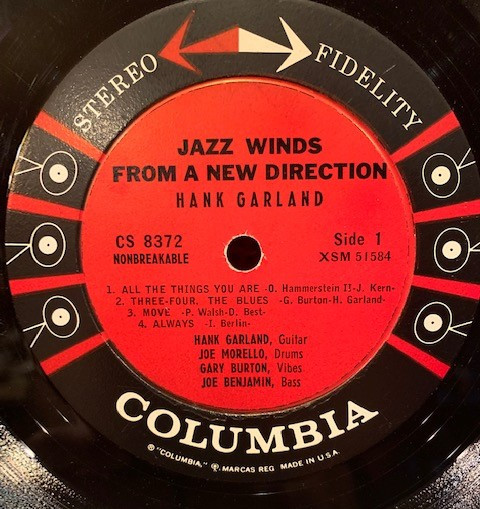 STEREO FIDELITY
JAZZ WINDS
FROM A NEW DIRECTION
HANK GARLAND
CS 8372 Side 1
NONBREAKABLE XSM 51584
1. ALL THE THINGS YOU ARE -O. Hammerstein II-J. Kern-
2. THREE-FOUR, THE BLUES -G. Burton-H. Garland-
3. MOVE -P. Walsh-D. Best-
4. ALWAYS -I. Berlin-
HANK GARLAND, Guitar
JOE MORELLO, Drums
GARY BURTON, Vibes
JOE BENJAMIN, Bass
COLUMBIA
® "COLUMBIA," MARCAS REG. MADE IN U.S.A.